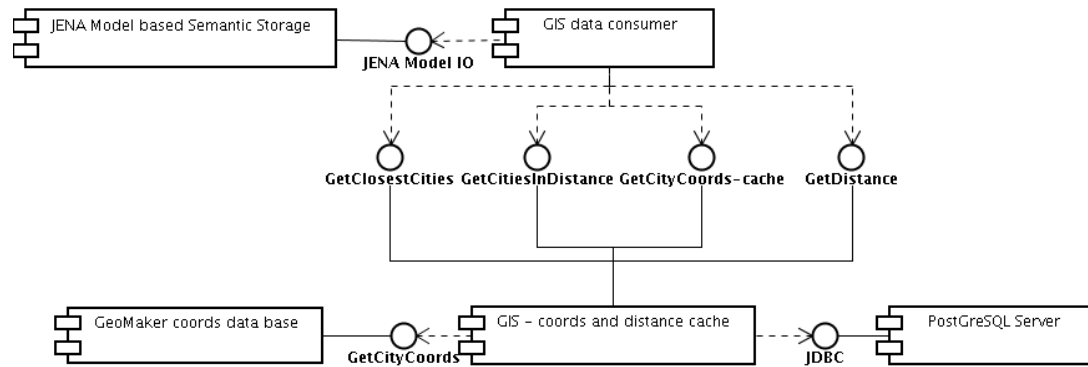 JENA Model based Semantic Storage
GIS data consumer
JENA Model IO
GetClosestCities
GetCitiesInDistance
GetCityCoords-cache
GetDistance
GeoMaker coords data base
GIS - coords and distance cache
PostGreSQL Server
GetCityCoords
JDBC